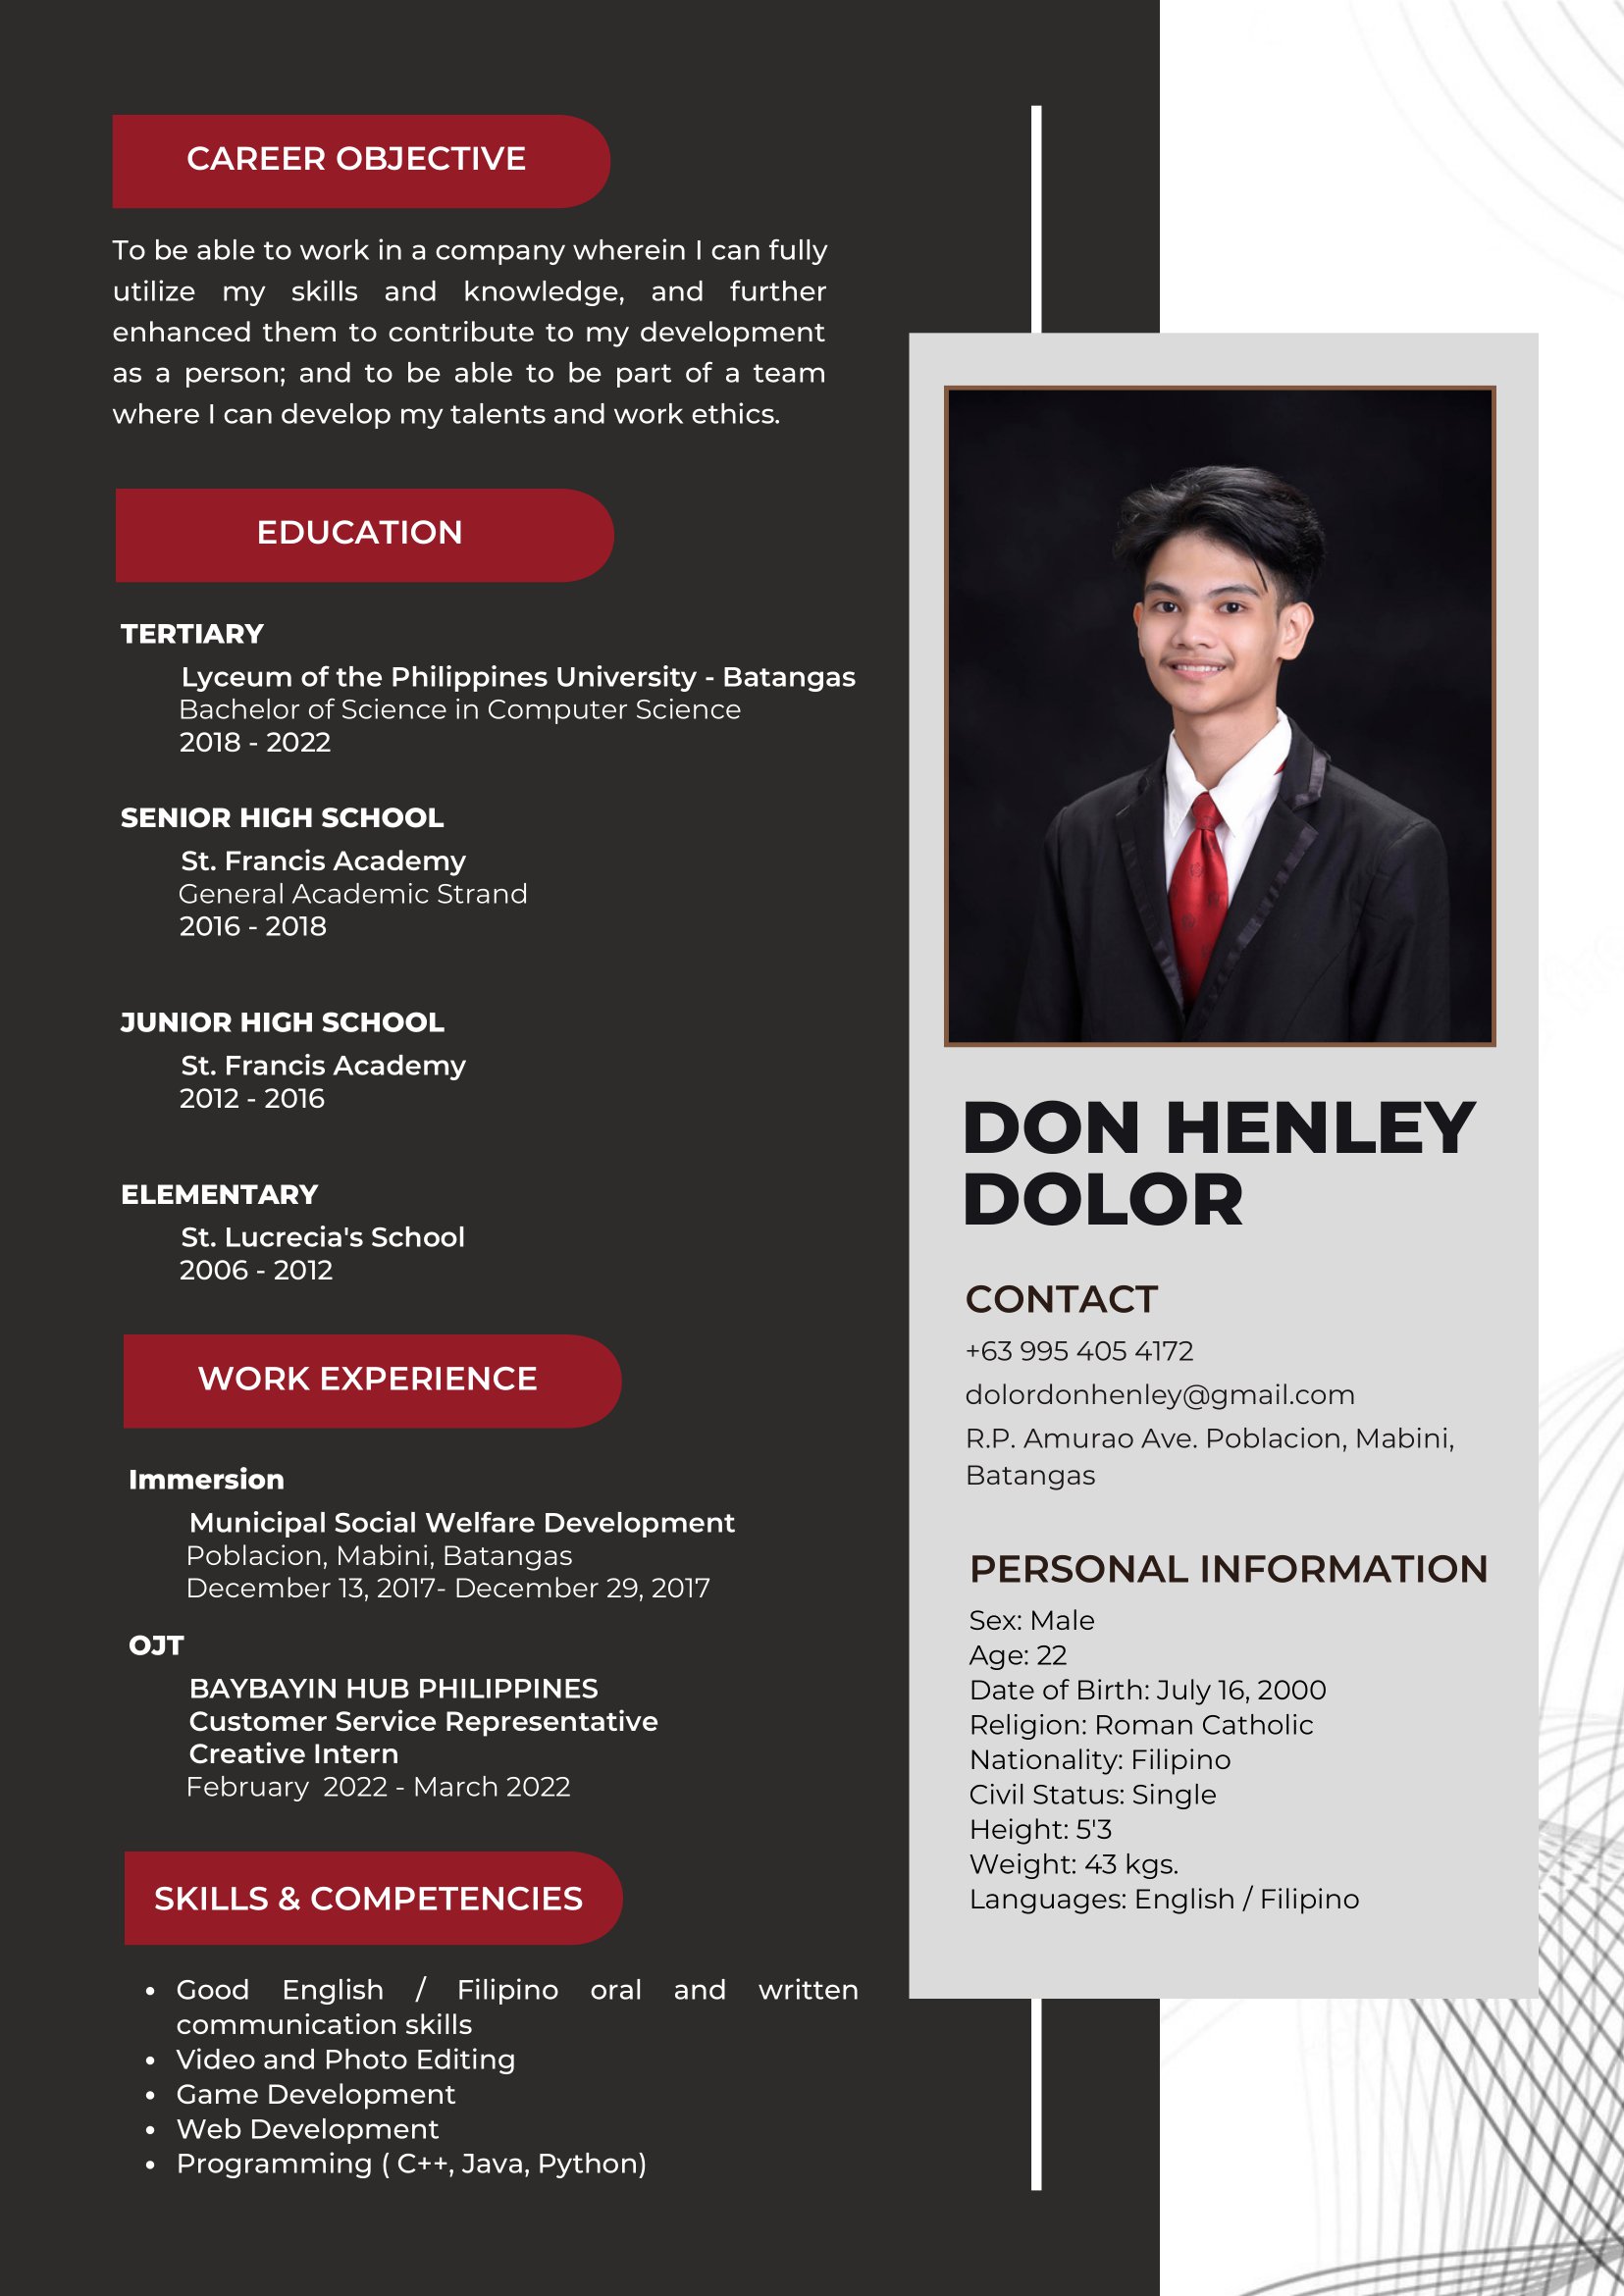 CAREER OBJECTIVE
To be able to work in a company wherein I can fully
utilize my skills and knowledge, and further
enhanced them to contribute to my development
as a person; and to be able to be part of a team
where I can develop my talents and work ethics.
EDUCATION
TERTIARY
Lyceum of the Philippines University - Batangas
Bachelor of Science in Computer Science
2018 - 2022
SENIOR HIGH SCHOOL
St. Francis Academy
General Academic Strand
2016 - 2018
JUNIOR HIGH SCHOOL
St. Francis Academy
2012 - 2016
ELEMENTARY
St. Lucrecia's School
2006 - 2012
WORK EXPERIENCE
Immersion
Municipal Social Welfare Development
Poblacion, Mabini, Batangas
December 13, 2017- December 29, 2017
OJT
BAYBAYIN HUB PHILIPPINES
Customer Service Representative
Creative Intern
February  2022 - March 2022
SKILLS & COMPETENCIES
• Good English / Filipino oral and written
communication skills
• Video and Photo Editing
• Game Development
• Web Development
• Programming ( C++, Java, Python)
DON HENLEY
DOLOR
CONTACT
+63 995 405 4172
dolordonhenley@gmail.com
R.P. Amurao Ave. Poblacion, Mabini,
Batangas
PERSONAL INFORMATION
Sex: Male
Age: 22
Date of Birth: July 16, 2000
Religion: Roman Catholic
Nationality: Filipino
Civil Status: Single
Height: 5'3
Weight: 43 kgs.
Languages: English / Filipino